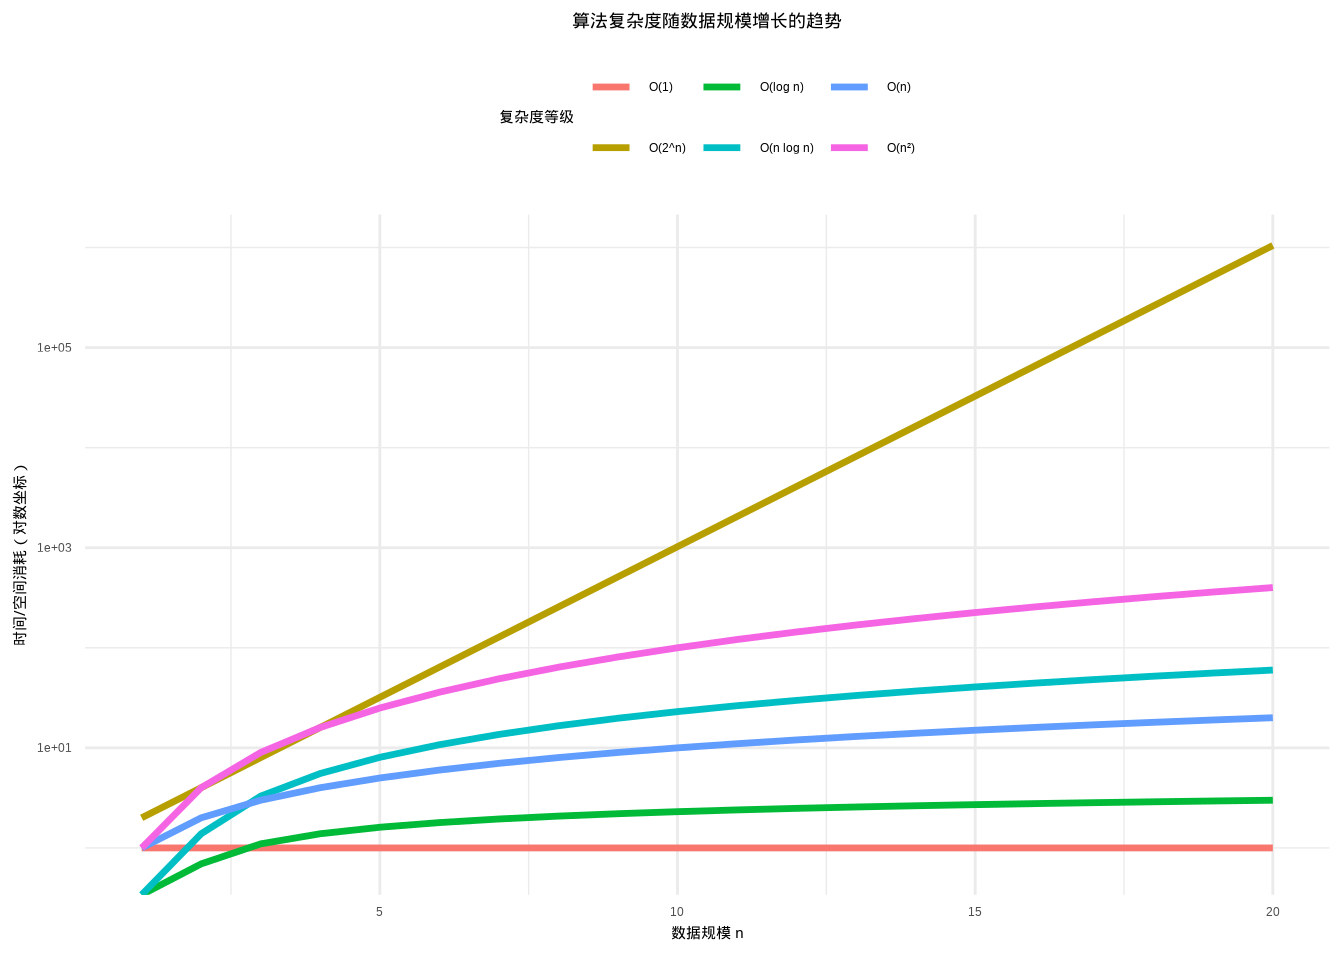 算法复杂度随数据规模增长的趋势
复杂度等级
O(1) O(log n) O(n)
O(2^n) O(n log n) O(n²)
时间/空间消耗（对数坐标）
1e+05
1e+03
1e+01
5 10 15 20
数据规模 n